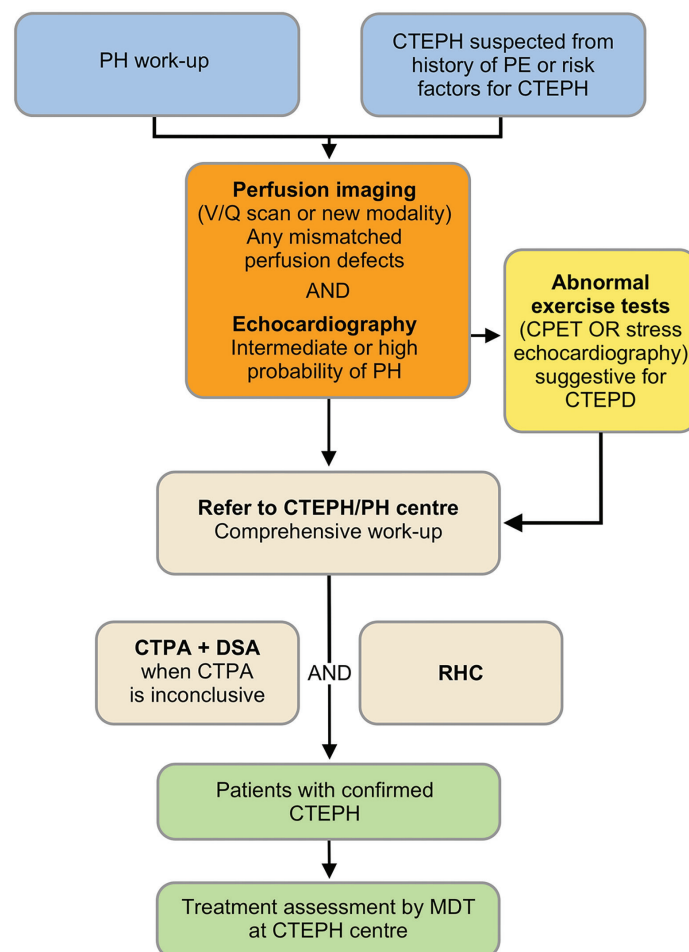 PH work-up
CTEPH suspected from
history of PE or risk
factors for CTEPH
Perfusion imaging
(V/Q scan or new modality)
Any mismatched
perfusion defects
AND
Echocardiography
Intermediate or high
probability of PH
Abnormal
exercise tests
(CPET OR stress
echocardiography)
suggestive for
CTEPD
Refer to CTEPH/PH centre
Comprehensive work-up
CTPA + DSA
when CTPA
is inconclusive
AND
RHC
Patients with confirmed
CTEPH
Treatment assessment by MDT
at CTEPH centre